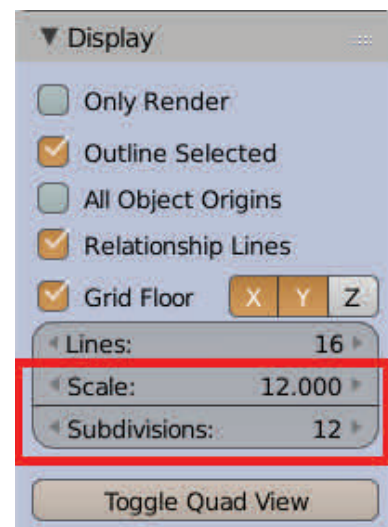 Display
Only Render
Outline Selected
All Object Origins
Relationship Lines
Grid Floor X Y Z
Lines: 16
Scale: 12.000
Subdivisions: 12
Toggle Quad View